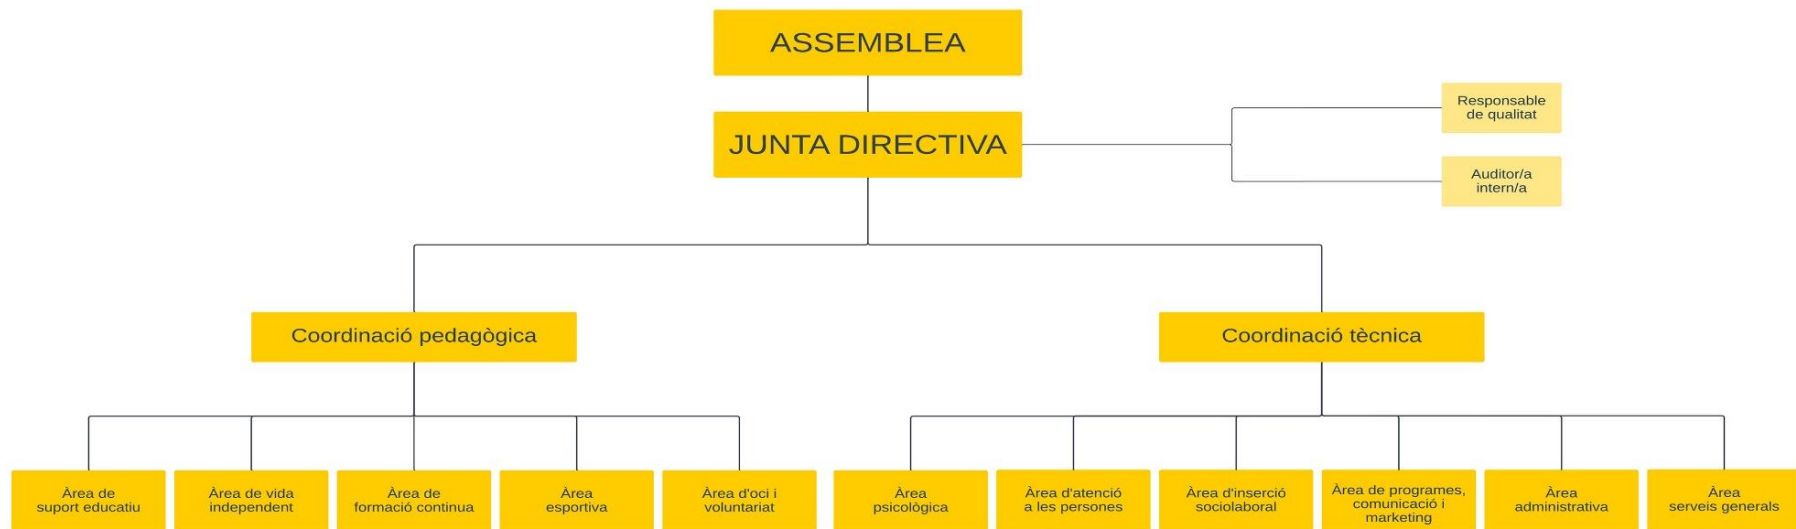 ASSEMBLEA
JUNTA DIRECTIVA
Responsable
de qualitat
Auditor/a
intern/a
Coordinació pedagògica
Coordinació tècnica
Àrea de
suport educatiu
Àrea de vida
independent
Àrea de
formació continua
Àrea
esportiva
Àrea d'oci i
voluntariat
Àrea
psicològica
Àrea d'atenció
a les persones
Àrea d'inserció
sociolaboral
Àrea de programes,
comunicació i
marketing
Àrea
administrativa
Àrea
serveis generals